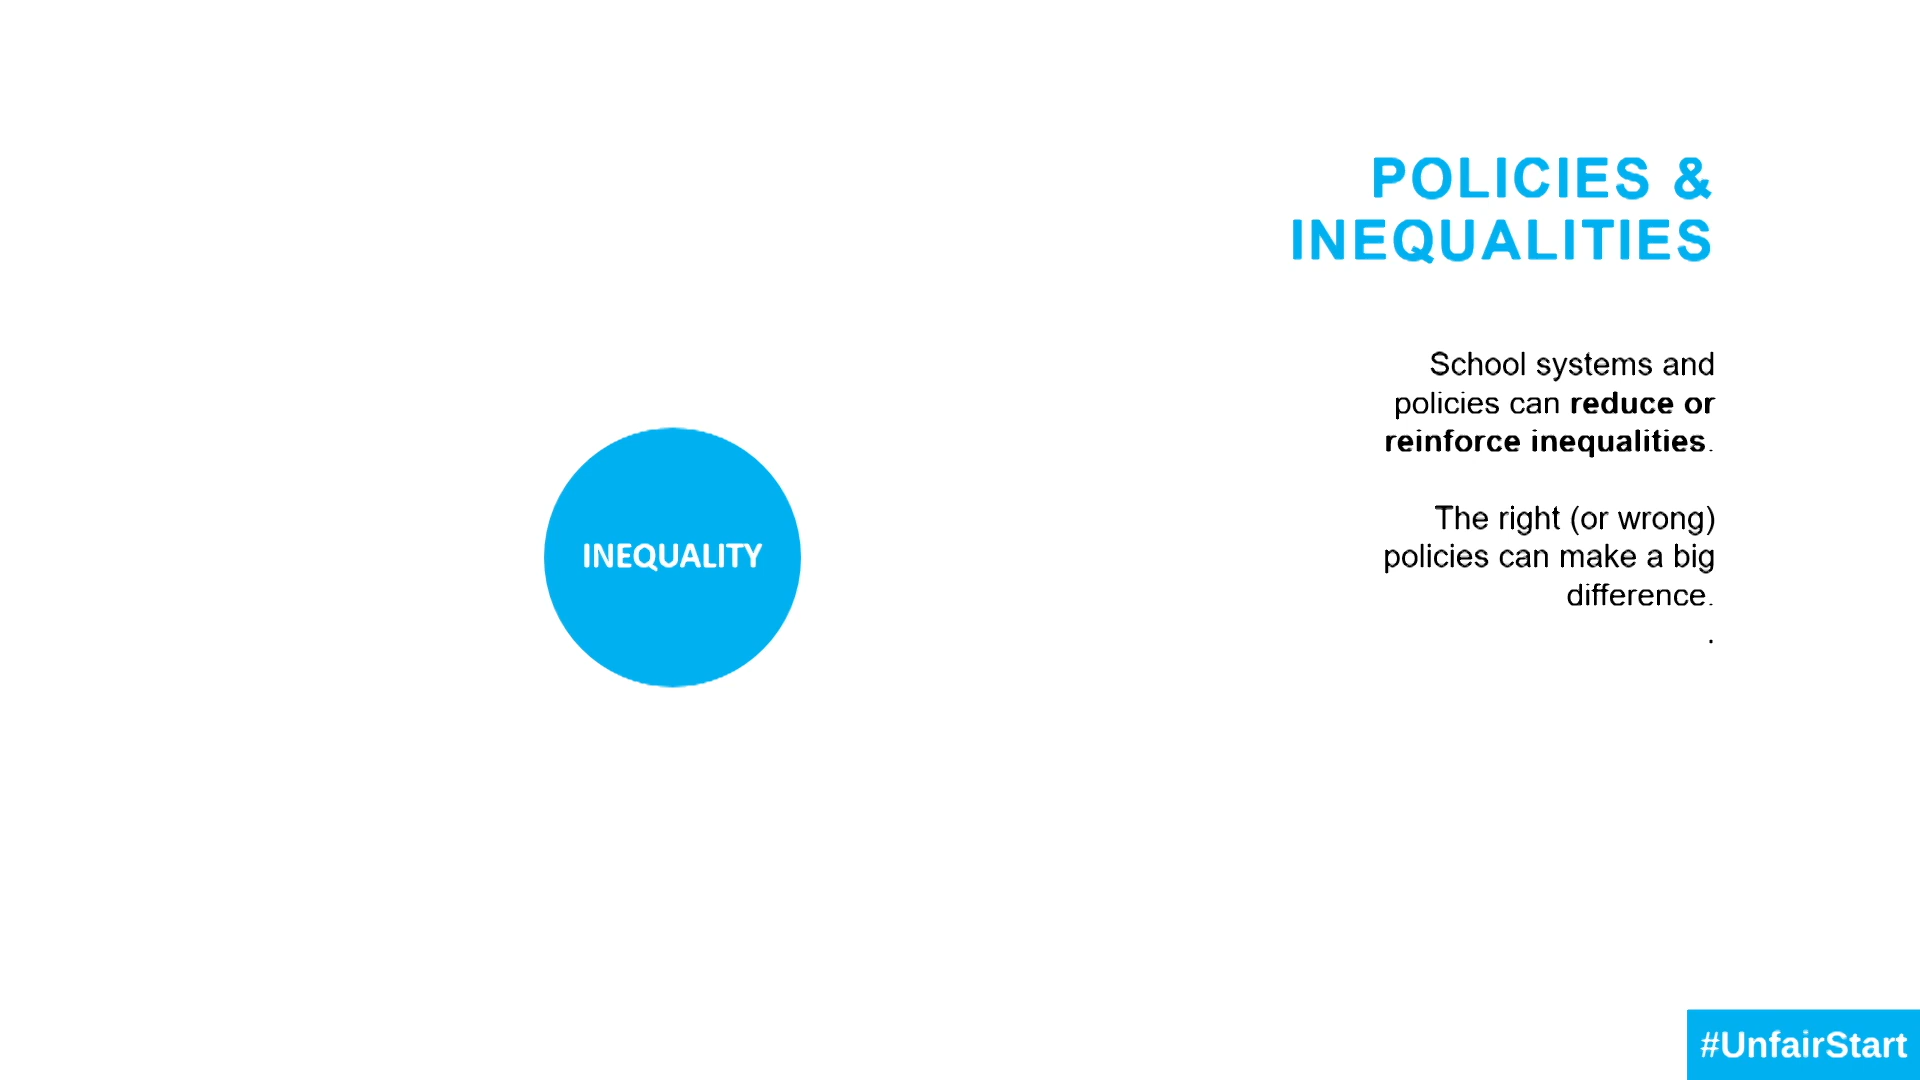 POLICIES &
INEQUALITIES
School systems and
policies can reduce or
reinforce inequalities.
The right (or wrong)
policies can make a big
difference.
.
INEQUALITY
#UnfairStart